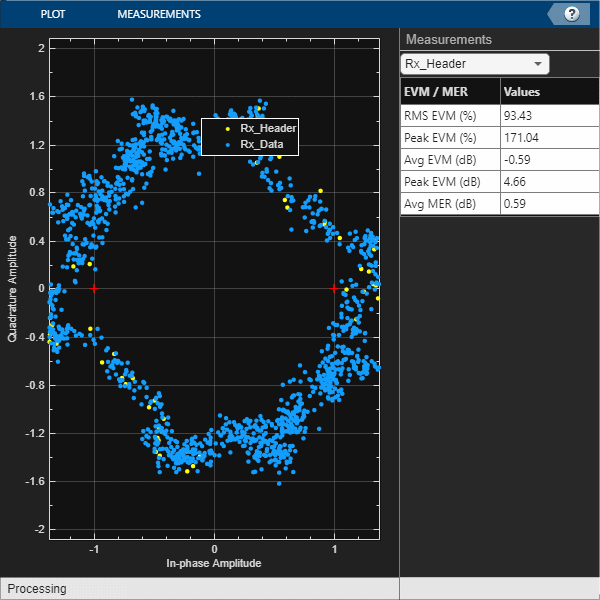 PLOT MEASUREMENTS ?
Measurements
Rx_Header
EVM / MER Values
RMS EVM (%) 93.43
Peak EVM (%) 171.04
Avg EVM (dB) -0.59
Peak EVM (dB) 4.66
Avg MER (dB) 0.59
Rx_Header
Rx_Data
Quadrature Amplitude
2
1.6
1.2
0.8
0.4
0
-0.4
-0.8
-1.2
-1.6
-2
-1 0 1
In-phase Amplitude
Processing